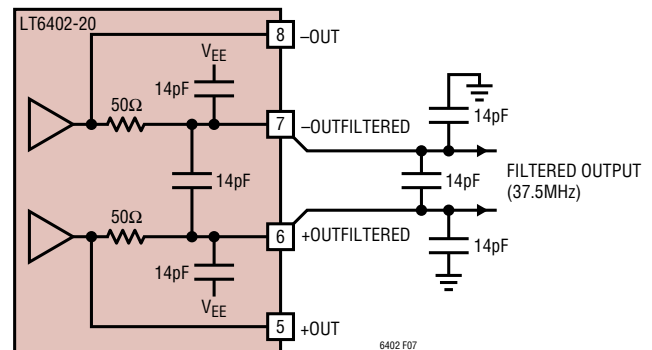 LT6402-20
8 –OUT
VEE
14pF
50Ω
7 –OUTFILTERED
14pF
14pF
14pF
FILTERED OUTPUT
(37.5MHz)
50Ω
6 +OUTFILTERED
14pF
14pF
VEE
5 +OUT
6402 F07